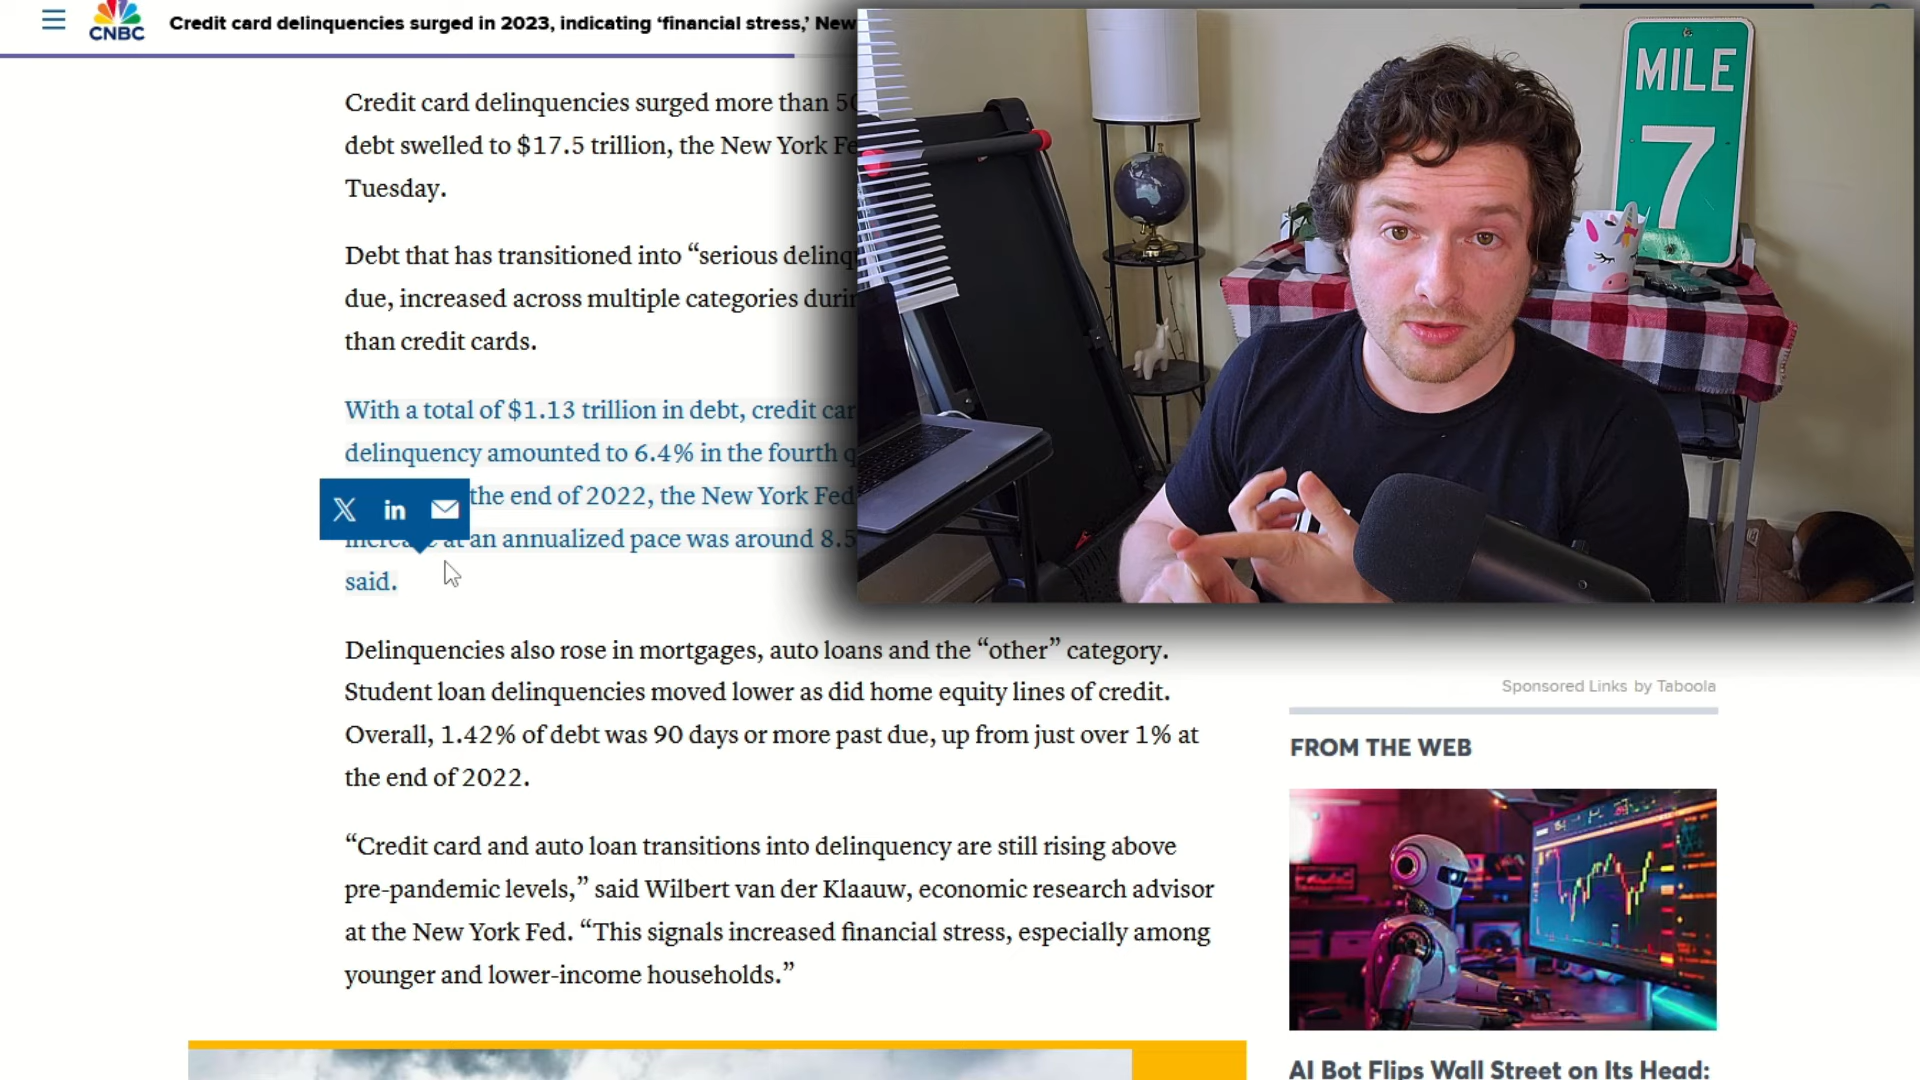 CNBC
Credit card delinquencies surged in 2023, indicating ‘financial stress,’ New
Credit card delinquencies surged more than 50
debt swelled to $17.5 trillion, the New York Fe
Tuesday.
Debt that has transitioned into “serious delinq
due, increased across multiple categories durin
than credit cards.
With a total of $1.13 trillion in debt, credit car
delinquency amounted to 6.4% in the fourth q
the end of 2022, the New York Fed
increase at an annualized pace was around 8.5
said.
Delinquencies also rose in mortgages, auto loans and the “other” category.
Student loan delinquencies moved lower as did home equity lines of credit.
Overall, 1.42% of debt was 90 days or more past due, up from just over 1% at
the end of 2022.
“Credit card and auto loan transitions into delinquency are still rising above
pre-pandemic levels,” said Wilbert van der Klaauw, economic research advisor
at the New York Fed. “This signals increased financial stress, especially among
younger and lower-income households.”
MILE
7
Sponsored Links by Taboola
FROM THE WEB
AI Bot Flips Wall Street on Its Head: